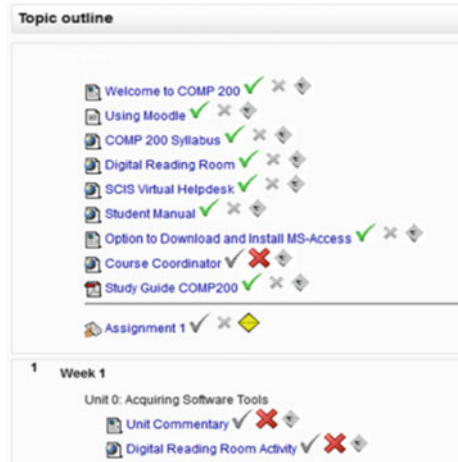 Topic outline
Welcome to COMP 200
Using Moodle
COMP 200 Syllabus
Digital Reading Room
SCIS Virtual Helpdesk
Student Manual
Option to Download and Install MS-Access
Course Coordinator
Study Guide COMP200
Assignment 1
1 Week 1
Unit 0: Acquiring Software Tools
Unit Commentary
Digital Reading Room Activity